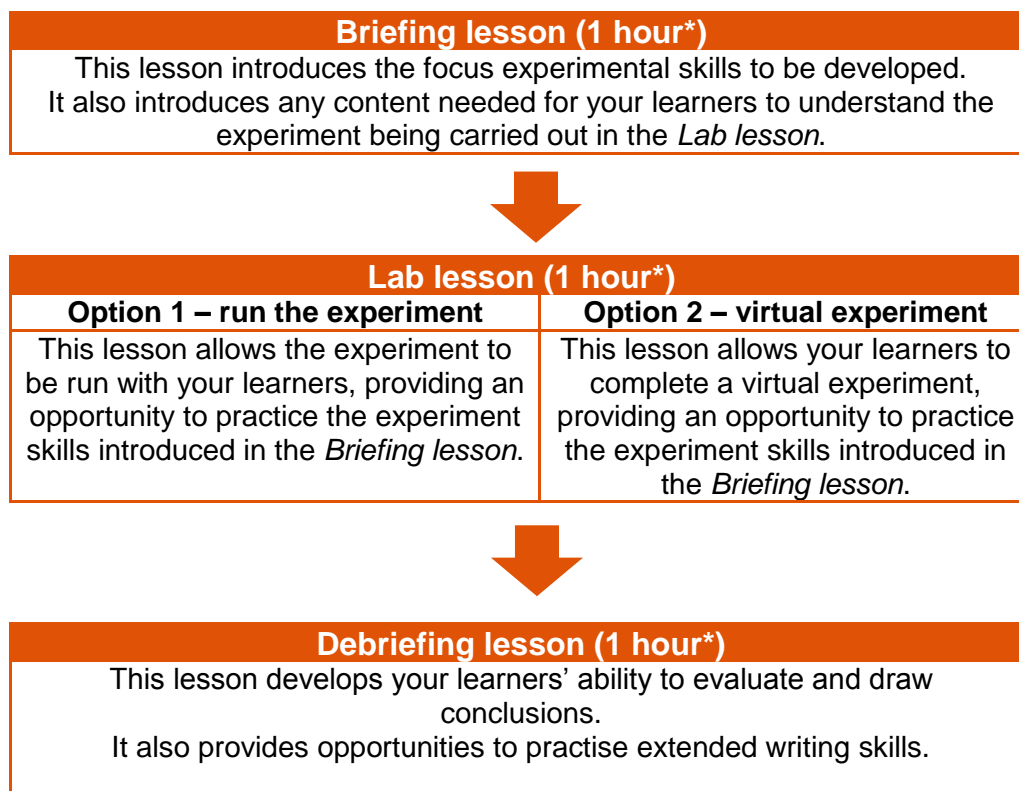 Briefing lesson (1 hour*)
This lesson introduces the focus experimental skills to be developed.
It also introduces any content needed for your learners to understand the
experiment being carried out in the Lab lesson.
Lab lesson (1 hour*)
Option 1 – run the experiment
This lesson allows the experiment to
be run with your learners, providing an
opportunity to practice the experiment
skills introduced in the Briefing lesson.
Option 2 – virtual experiment
This lesson allows your learners to
complete a virtual experiment,
providing an opportunity to practice
the experiment skills introduced in
the Briefing lesson.
Debriefing lesson (1 hour*)
This lesson develops your learners’ ability to evaluate and draw
conclusions.
It also provides opportunities to practise extended writing skills.